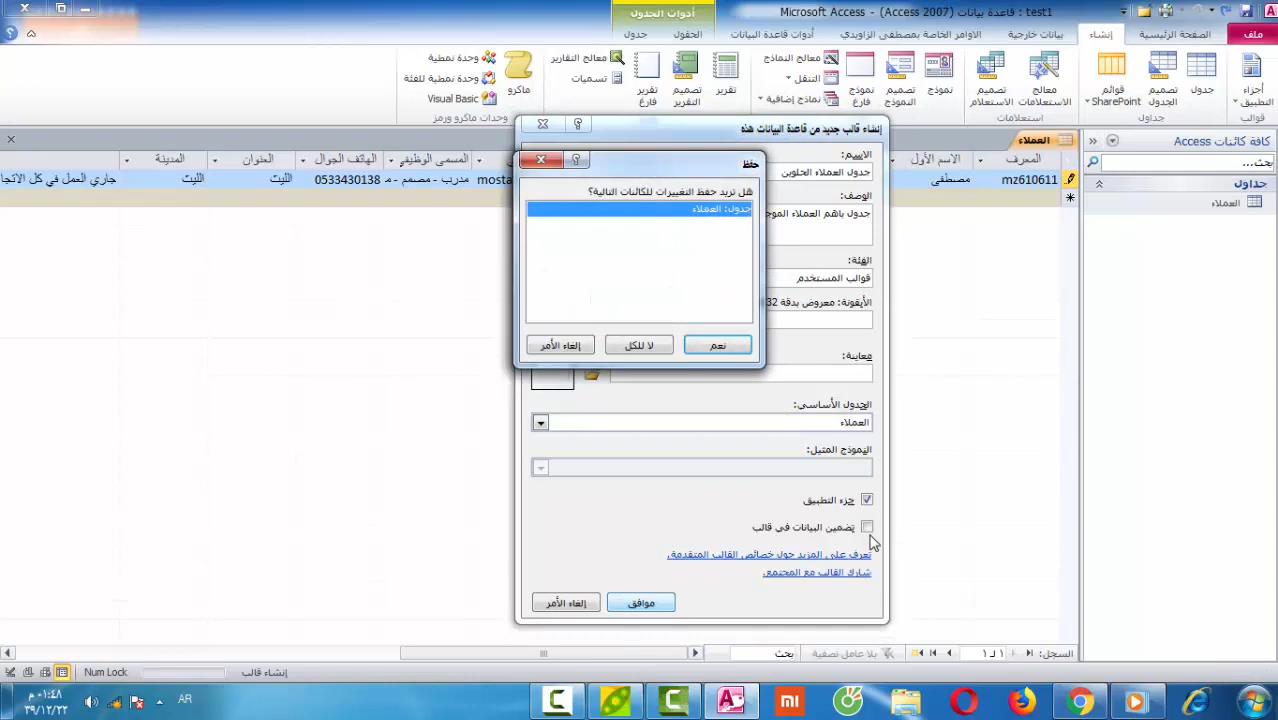 test1 : قاعدة بيانات (Access 2007) - Microsoft Access
أدوات الجدول
ملف
الصفحة الرئيسية
إنشاء
بيانات خارجية
الاوامر الخاصة بمصطفى الزاويدي
أدوات قاعدة البيانات
الحقول
جدول
أجزاء التطبيق
قوالب
جدول
تصميم الجدول
قوائم SharePoint
جداول
معالج الاستعلامات
تصميم الاستعلام
استعلامات
نموذج
تصميم النموذج
نموذج فارغ
معالج النماذج
التنقل
نماذج إضافية
تقرير
تصميم التقرير
تقرير فارغ
معالج التقارير
تسميات
ماكرو
وحدة نمطية
وحدة نمطية للفئة
Visual Basic
وحدات ماكرو ورمز
كافة كائنات Access
بحث...
جداول
العملاء
العملاء
المعرف
الاسم الأول
المسمى الوظيفي
الهاتف الجوال
العنوان
المدينة
mz610611
مصطفى
mosta
مدرب - مصمم - م
0533430138
الليث
الليث
جاري العمل في كل الاتجا
إنشاء قالب جديد من قاعدة البيانات هذه
الاسم:
جدول العملاء الحلوين
الوصف:
جدول باهم العملاء الموج
الفئة:
قوالب المستخدم
الأيقونة: معروض بدقة 32
معاينة:
الجدول الأساسي:
العملاء
النموذج المثيل:
جزء التطبيق
تضمين البيانات في قالب
تعرف على المزيد حول خصائص القالب المتقدمة.
شارك القالب مع المجتمع.
موافق
إلغاء الأمر
حفظ
هل تريد حفظ التغييرات للكائنات التالية؟
جدول: العملاء
نعم
لا للكل
إلغاء الأمر
السجل:
١ لـ ١
بلا عامل تصفية
بحث
إنشاء قالب
Num Lock
AR
٠١:٤٨ م
٣٩/١٢/٢٢